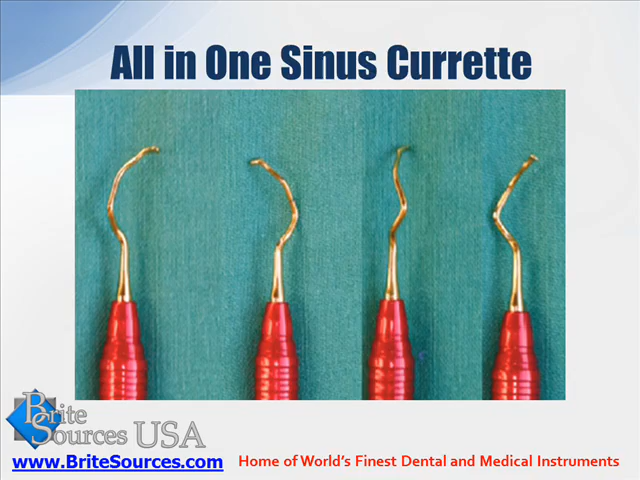 All in One Sinus Currette
Brite
Sources USA
www.BriteSources.com
Home of World's Finest Dental and Medical Instruments